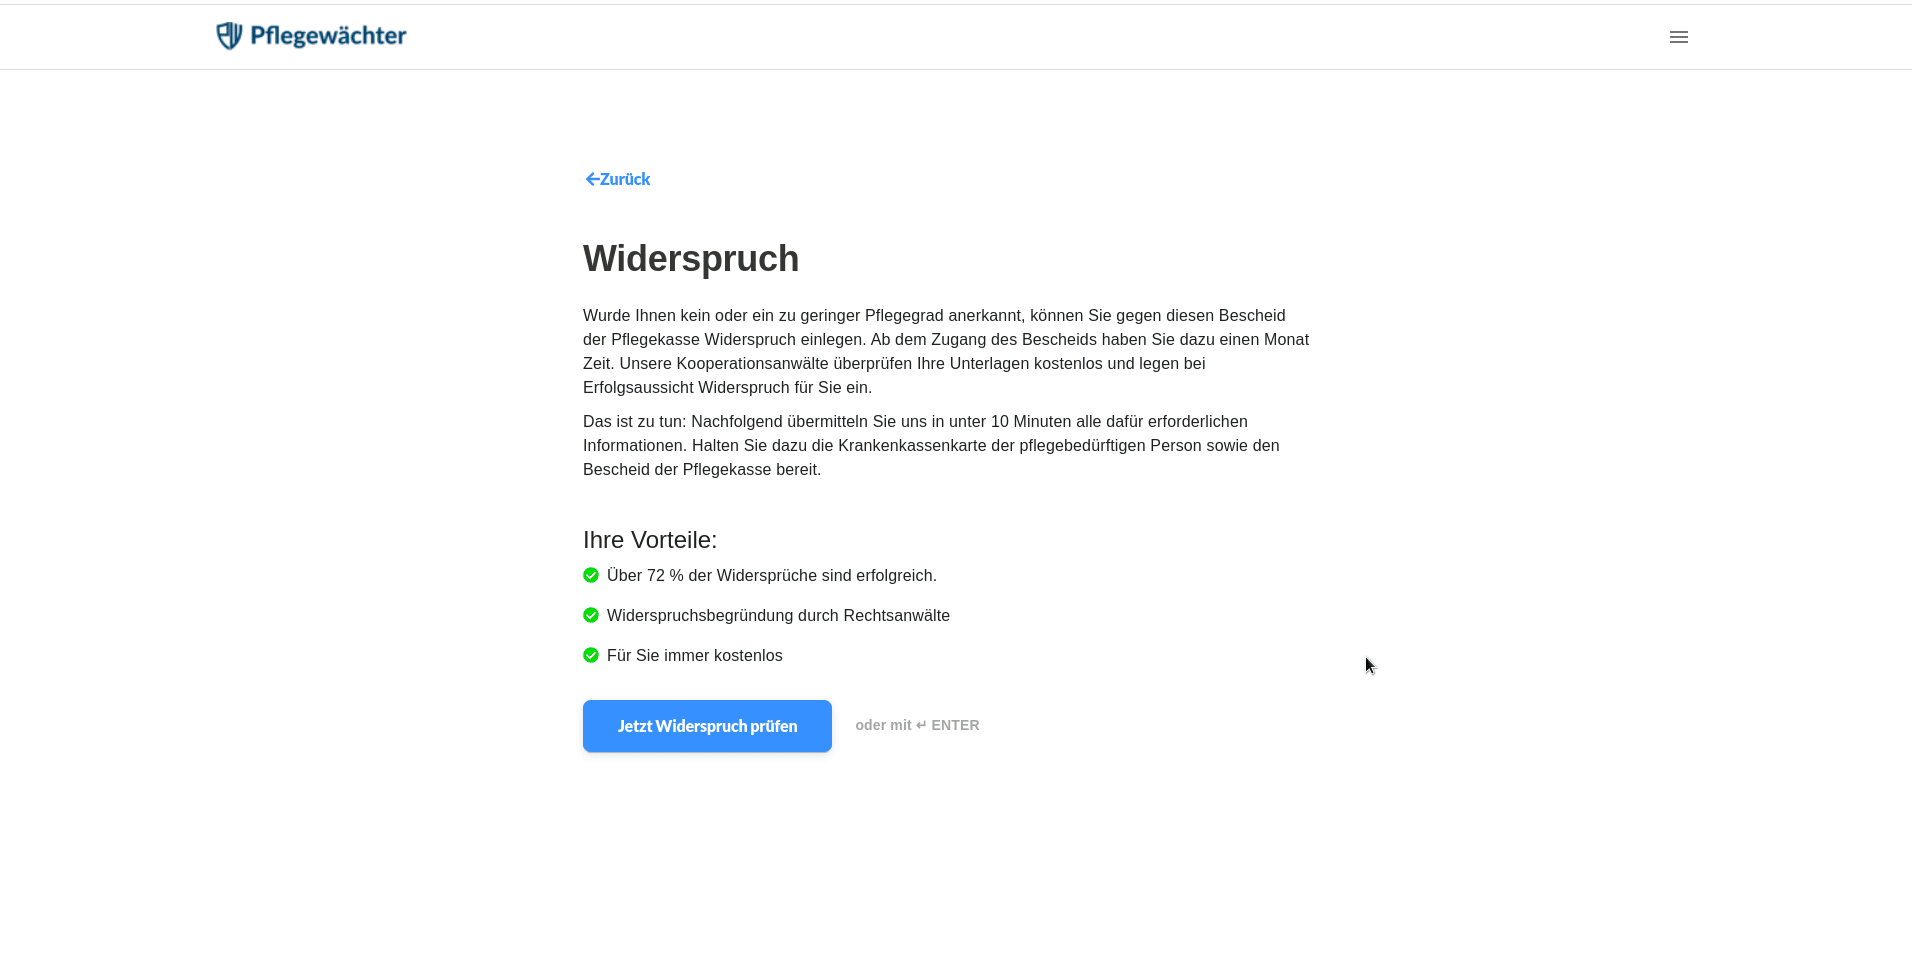 Pflegewächter
←Zurück
Widerspruch
Wurde Ihnen kein oder ein zu geringer Pflegegrad anerkannt, können Sie gegen diesen Bescheid
der Pflegekasse Widerspruch einlegen. Ab dem Zugang des Bescheids haben Sie dazu einen Monat
Zeit. Unsere Kooperationsanwälte überprüfen Ihre Unterlagen kostenlos und legen bei
Erfolgsaussicht Widerspruch für Sie ein.
Das ist zu tun: Nachfolgend übermitteln Sie uns in unter 10 Minuten alle dafür erforderlichen
Informationen. Halten Sie dazu die Krankenkassenkarte der pflegebedürftigen Person sowie den
Bescheid der Pflegekasse bereit.
Ihre Vorteile:
Über 72 % der Widersprüche sind erfolgreich.
Widerspruchsbegründung durch Rechtsanwälte
Für Sie immer kostenlos
Jetzt Widerspruch prüfen
oder mit ↵ ENTER